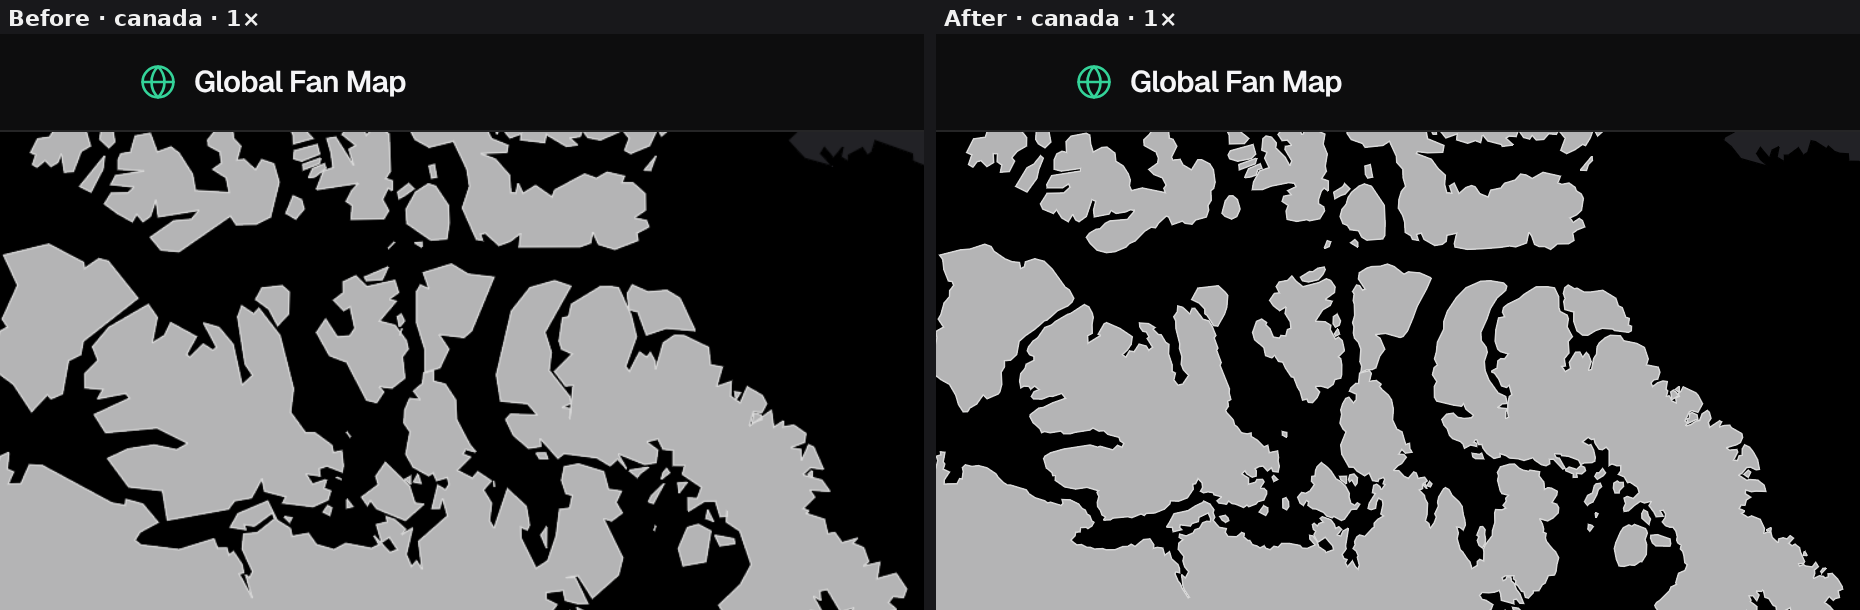 Before · canada · 1×
Global Fan Map
After · canada · 1×
Global Fan Map